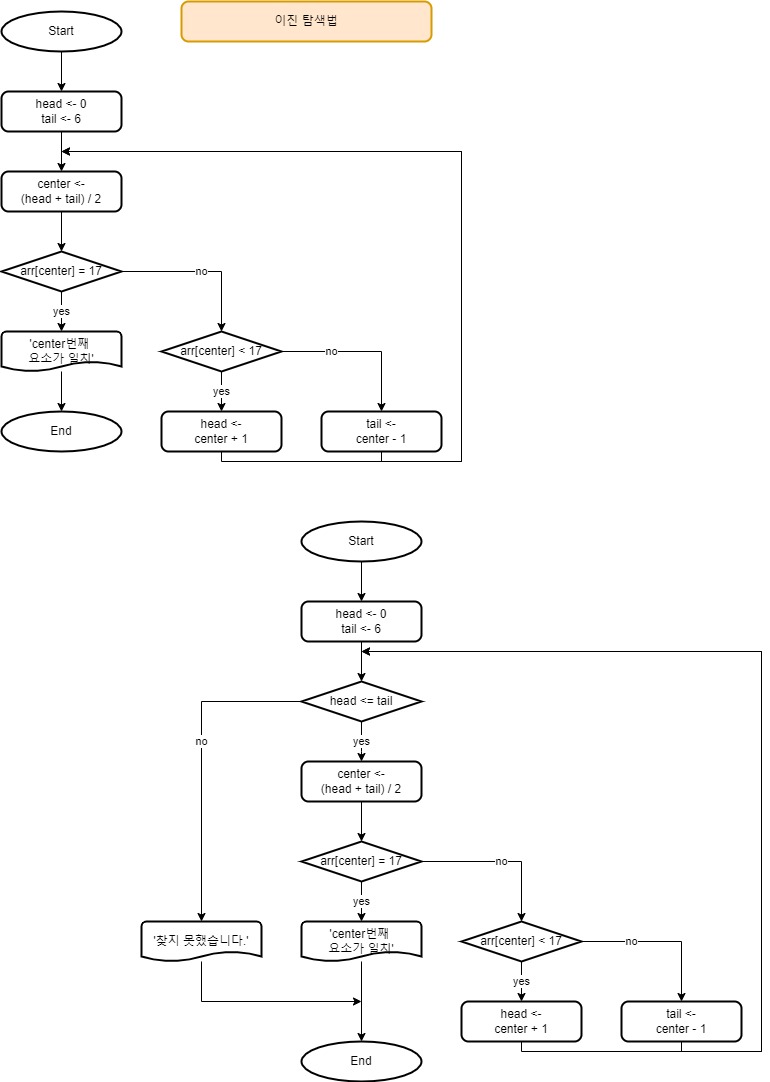 이진 탐색법
Start
head <- 0
tail <- 6
center <-
(head + tail) / 2
arr[center] = 17
no
yes
'center번째
요소가 일치'
arr[center] < 17
no
yes
End
head <-
center + 1
tail <-
center - 1
Start
head <- 0
tail <- 6
head <= tail
no
yes
center <-
(head + tail) / 2
arr[center] = 17
no
yes
'찾지 못했습니다.'
'center번째
요소가 일치'
arr[center] < 17
no
yes
head <-
center + 1
tail <-
center - 1
End